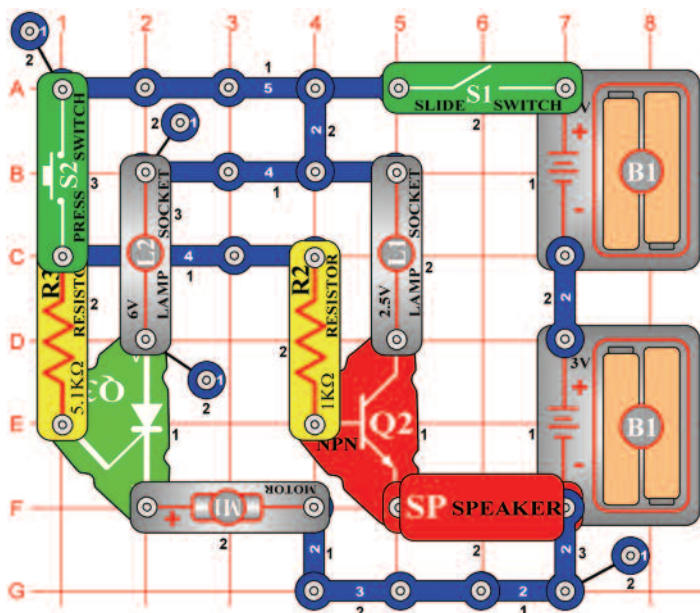 1 2 3 4 5 6 7 8
1
2
A
1
5
S1
SLIDE SWITCH
2
V
+
B1
1
-
2 1
2 2
S2
PRESS SWITCH
3
B
4
1
L2
LAMP SOCKET
6V
3
L1
LAMP SOCKET
2.5V
2
C
4
1
R3
RESISTOR
5.1KΩ
2
R2
RESISTOR
1KΩ
2
2 2
D
3V
+
B1
1
-
1
2
Q3
1
E
NPN
Q2
1
F
+
M1
MOTOR
2
SP SPEAKER
2
2 1
2 3
G
3
2
2
1
1
2